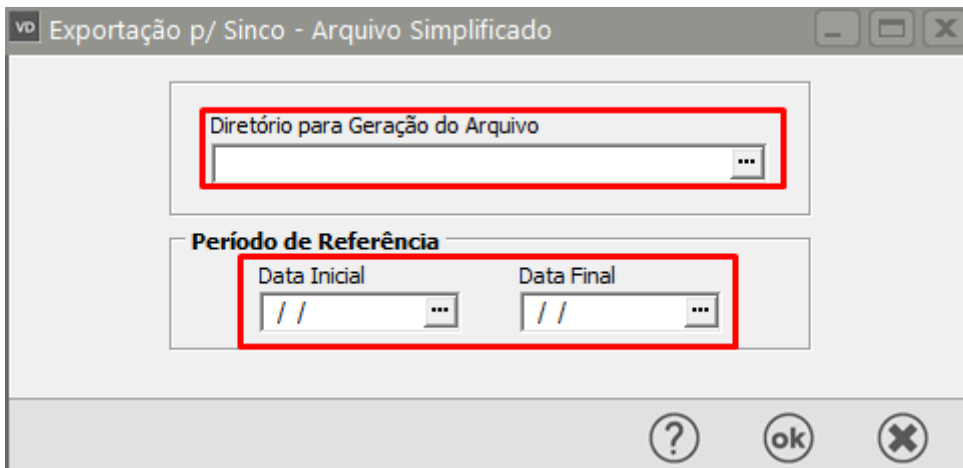 VD Exportação p/ Sinco - Arquivo Simplificado
Diretório para Geração do Arquivo
...
Período de Referência
Data Inicial Data Final
/ / ... / / ...
? ok